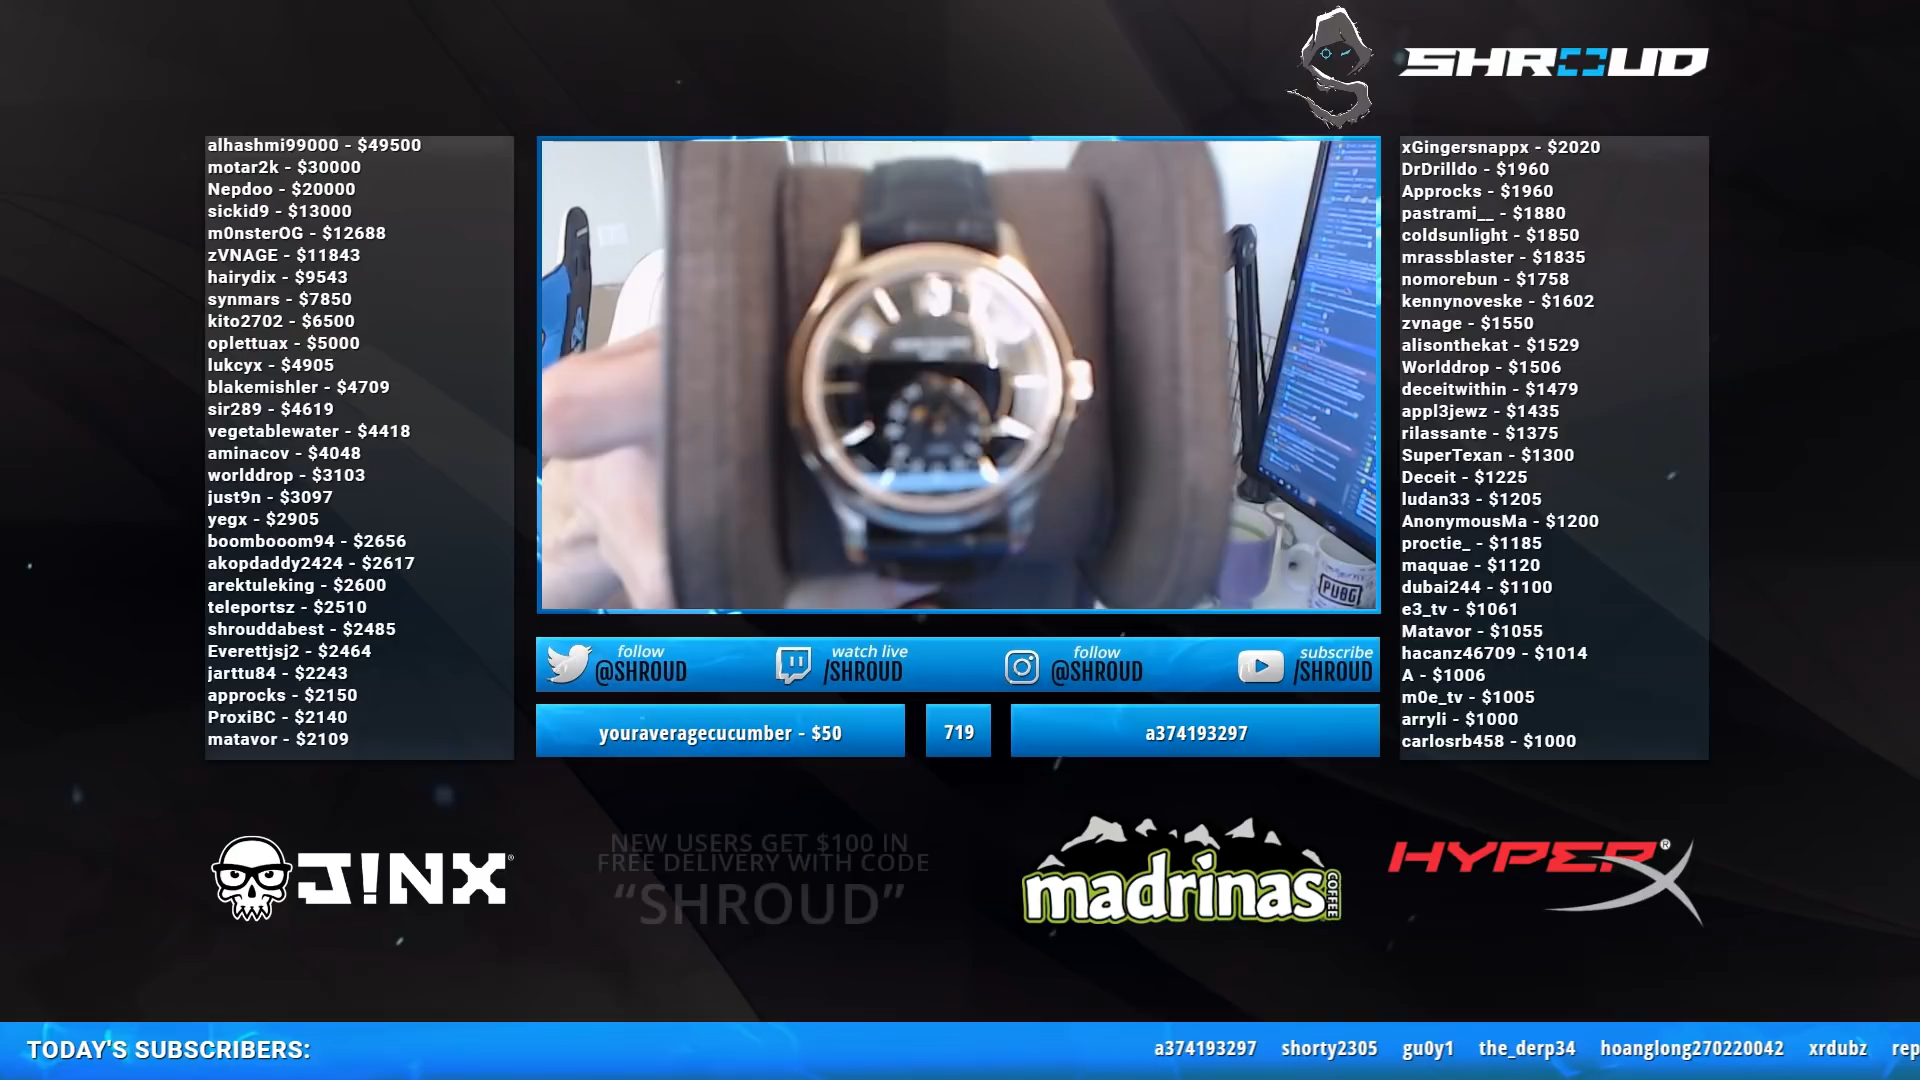 SHROUD
alhashmi99000 - $49500
motar2k - $30000
Nepdoo - $20000
sickid9 - $13000
m0nsterOG - $12688
zVNAGE - $11843
hairydix - $9543
synmars - $7850
kito2702 - $6500
oplettuax - $5000
lukcyx - $4905
blakemishler - $4709
sir289 - $4619
vegetablewater - $4418
aminacov - $4048
worlddrop - $3103
just9n - $3097
yegx - $2905
boombooom94 - $2656
akopdaddy2424 - $2617
arektuleking - $2600
teleportsz - $2510
shrouddabest - $2485
Everettjsj2 - $2464
jarttu84 - $2243
approcks - $2150
ProxiBC - $2140
matavor - $2109
PUBG
xGingersnappx - $2020
DrDrilldo - $1960
Approcks - $1960
pastrami__ - $1880
coldsunlight - $1850
mrassblaster - $1835
nomorebun - $1758
kennynoveske - $1602
zvnage - $1550
alisonthekat - $1529
Worlddrop - $1506
deceitwithin - $1479
appl3jewz - $1435
rilassante - $1375
SuperTexan - $1300
Deceit - $1225
ludan33 - $1205
AnonymousMa - $1200
proctie_ - $1185
maquae - $1120
dubai244 - $1100
e3_tv - $1061
Matavor - $1055
hacanz46709 - $1014
A - $1006
m0e_tv - $1005
arryli - $1000
carlosrb458 - $1000
follow
@SHROUD
watch live
/SHROUD
follow
@SHROUD
subscribe
/SHROUD
youraveragecucumber - $50
719
a374193297
J!NX®
NEW USERS GET $100 IN
FREE DELIVERY WITH CODE
“SHROUD”
madrinas COFFEE
HYPERX®
TODAY'S SUBSCRIBERS: a374193297 shorty2305 gu0y1 the_derp34 hoanglong270220042 xrdubz rep